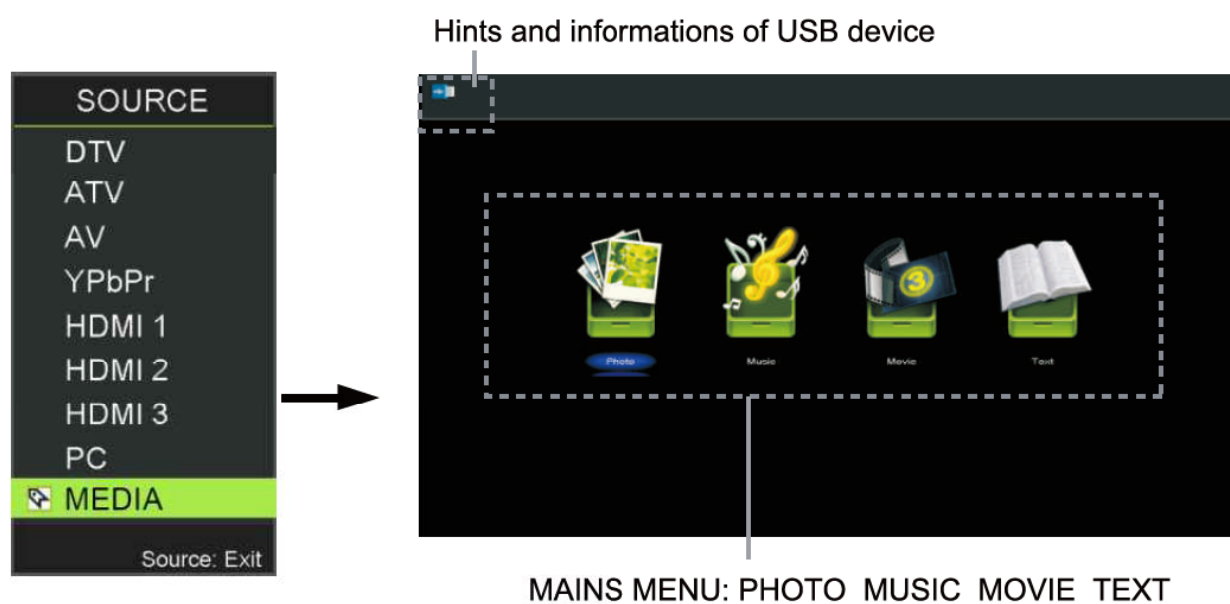 Hints and informations of USB device
SOURCE
DTV
ATV
AV
YPbPr
HDMI 1
HDMI 2
HDMI 3
PC
MEDIA
Source: Exit
3
Photo
Music
Movie
Text
MAINS MENU: PHOTO MUSIC MOVIE TEXT